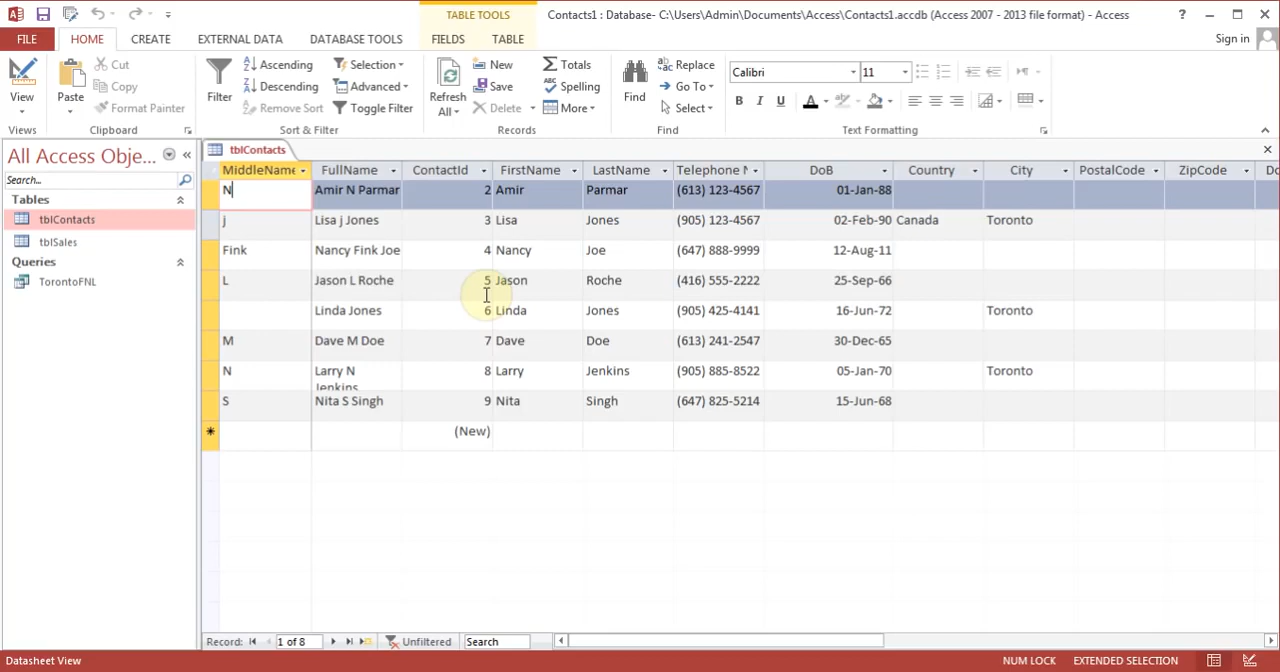 Contacts1 : Database- C:\Users\Admin\Documents\Access\Contacts1.accdb (Access 2007 - 2013 file format) - Access
TABLE TOOLS
?
FILE HOME CREATE EXTERNAL DATA DATABASE TOOLS FIELDS TABLE Sign in
View
Views
Paste
Cut
Copy
Format Painter
Clipboard
Filter
Ascending
Descending
Remove Sort
Selection
Advanced
Toggle Filter
Sort & Filter
Refresh
All
New
Save
Delete
Totals
Spelling
More
Records
Find
Replace
Go To
Select
Find
Calibri 11
B I U A
Text Formatting
All Access Obje...
Search...
Tables
tblContacts
tblSales
Queries
TorontoFNL
tblContacts
MiddleName FullName ContactId FirstName LastName Telephone N DoB Country City PostalCode ZipCode Do
N Amir N Parmar 2 Amir Parmar (613) 123-4567 01-Jan-88
j Lisa j Jones 3 Lisa Jones (905) 123-4567 02-Feb-90 Canada Toronto
Fink Nancy Fink Joe 4 Nancy Joe (647) 888-9999 12-Aug-11
L Jason L Roche 5 Jason Roche (416) 555-2222 25-Sep-66
Linda Jones 6 Linda Jones (905) 425-4141 16-Jun-72 Toronto
M Dave M Doe 7 Dave Doe (613) 241-2547 30-Dec-65
N Larry N Jenkins 8 Larry Jenkins (905) 885-8522 05-Jan-70 Toronto
S Nita S Singh 9 Nita Singh (647) 825-5214 15-Jun-68
(New)
Record: 1 of 8 Unfiltered Search
Datasheet View NUM LOCK EXTENDED SELECTION